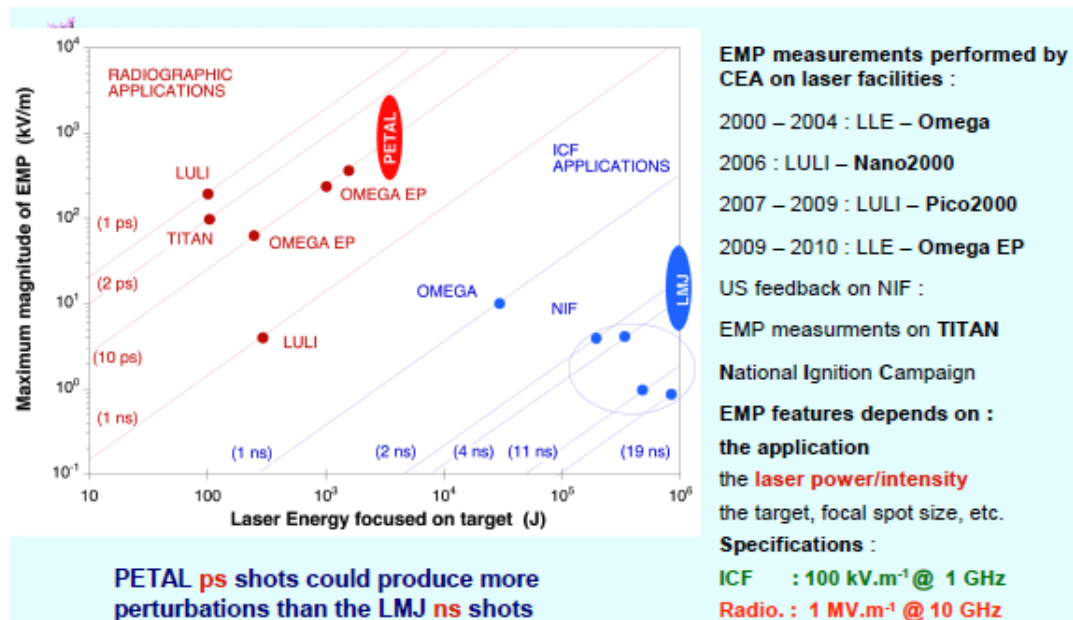 10⁴
10³
10²
10¹
10⁰
10⁻¹
Maximum magnitude of EMP (kV/m)
RADIOGRAPHIC
APPLICATIONS
ICF
APPLICATIONS
PETAL
LULI
TITAN
OMEGA EP
OMEGA EP
LULI
OMEGA
NIF
LMJ
(1 ps)
(2 ps)
(10 ps)
(1 ns)
(1 ns)
(2 ns)
(4 ns)
(11 ns)
(19 ns)
10
100
10³
10⁴
10⁵
10⁶
Laser Energy focused on target (J)
PETAL ps shots could produce more
perturbations than the LMJ ns shots
EMP measurements performed by
CEA on laser facilities :
2000 – 2004 : LLE – Omega
2006 : LULI – Nano2000
2007 – 2009 : LULI – Pico2000
2009 – 2010 : LLE – Omega EP
US feedback on NIF :
EMP measurments on TITAN
National Ignition Campaign
EMP features depends on :
the application
the laser power/intensity
the target, focal spot size, etc.
Specifications :
ICF : 100 kV.m⁻¹ @ 1 GHz
Radio. : 1 MV.m⁻¹ @ 10 GHz